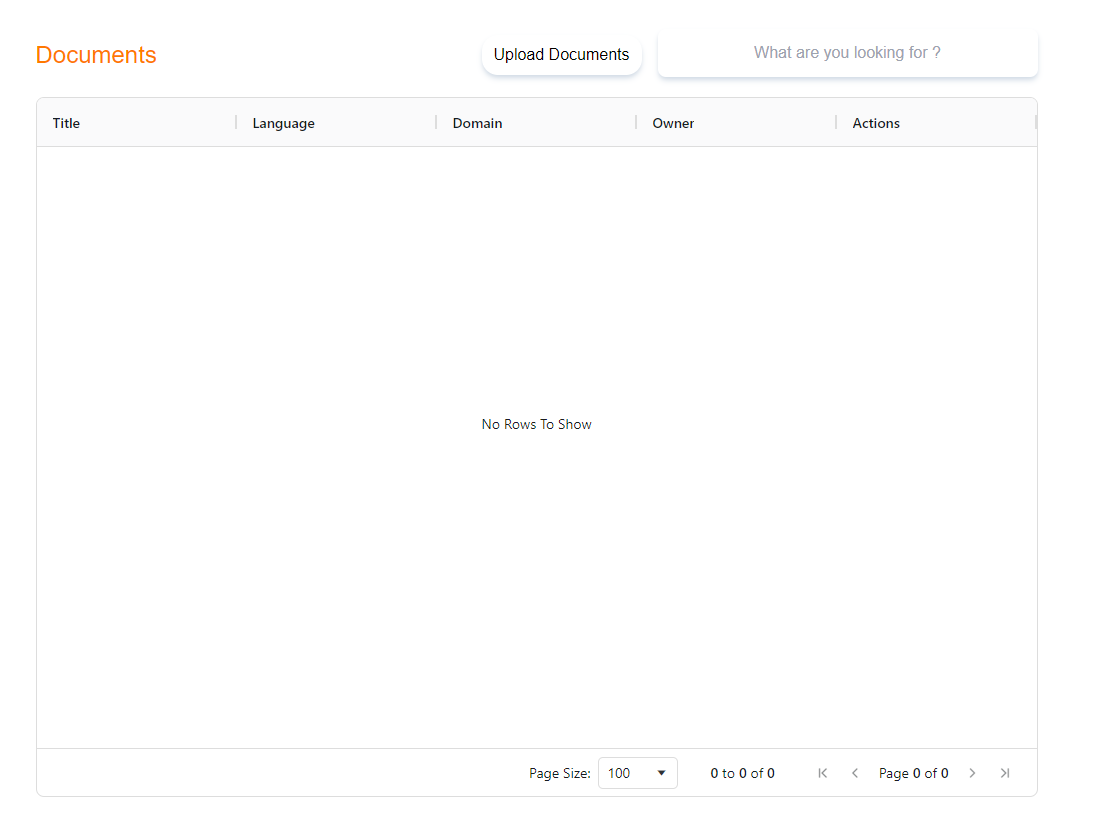 Documents
Upload Documents
What are you looking for ?
Title Language Domain Owner Actions
No Rows To Show
Page Size: 100 0 to 0 of 0 Page 0 of 0